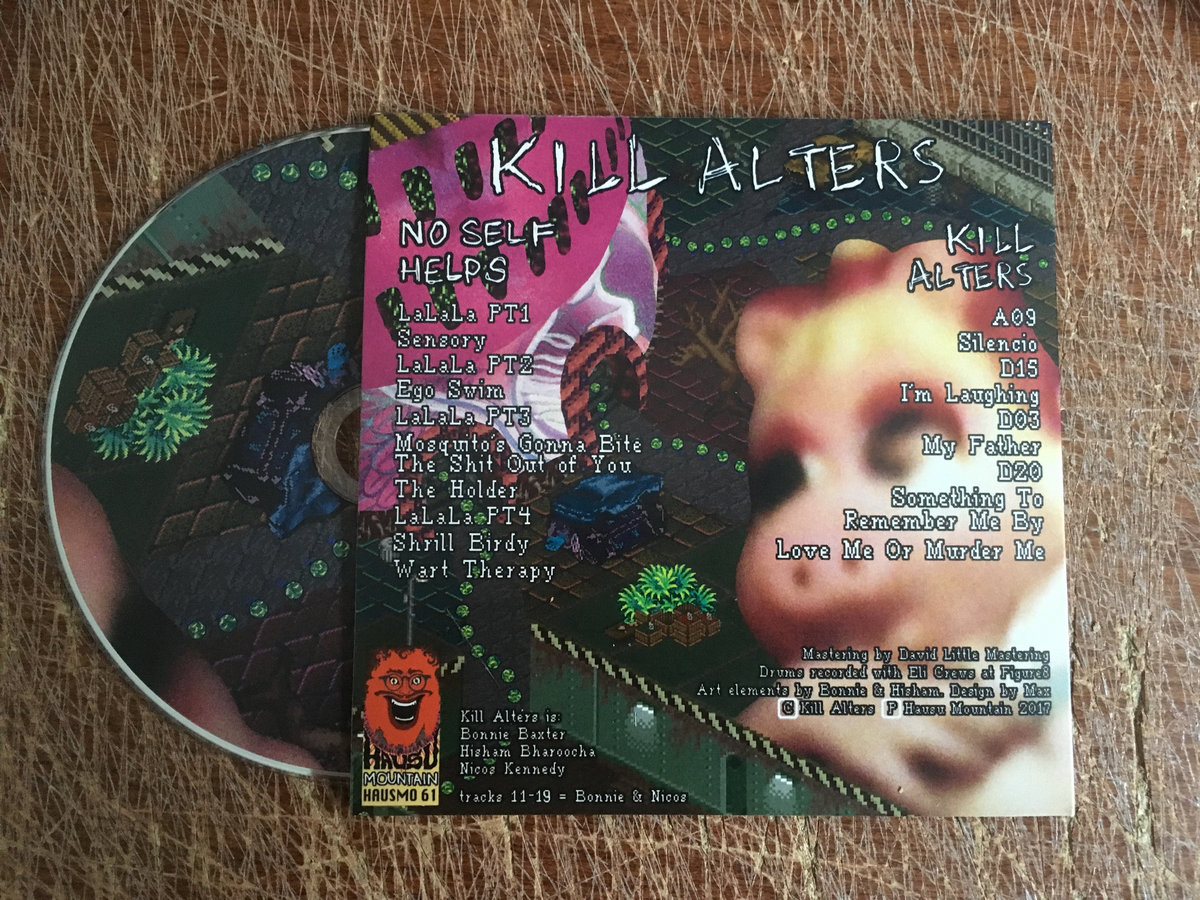 KILL ALTERS
NO SELF
HELPS
LaLaLa PT1
Sensory
LaLaLa PT2
Ego Swim
LaLaLa PT3
Mosquito's Gonna Bite
The Shit Out of You
The Holder
LaLaLa PT4
Shrill Birdy
Wart Therapy
KILL
ALTERS
A09
Silencio
D15
I'm Laughing
D03
My Father
D20
Something To
Remember Me By
Love Me Or Murder Me
Mastering by David Little Mastering
Drums recorded with Eli Crews at Figure8
Art elements by Bonnie & Hisham. Design by Max
C Kill Alters P Hausu Mountain 2017
Kill Alters is:
Bonnie Baxter
Hisham Bharoocha
Nicos Kennedy
tracks 11-19 = Bonnie & Nicos
HAUSU
MOUNTAIN
HAUSMO 61